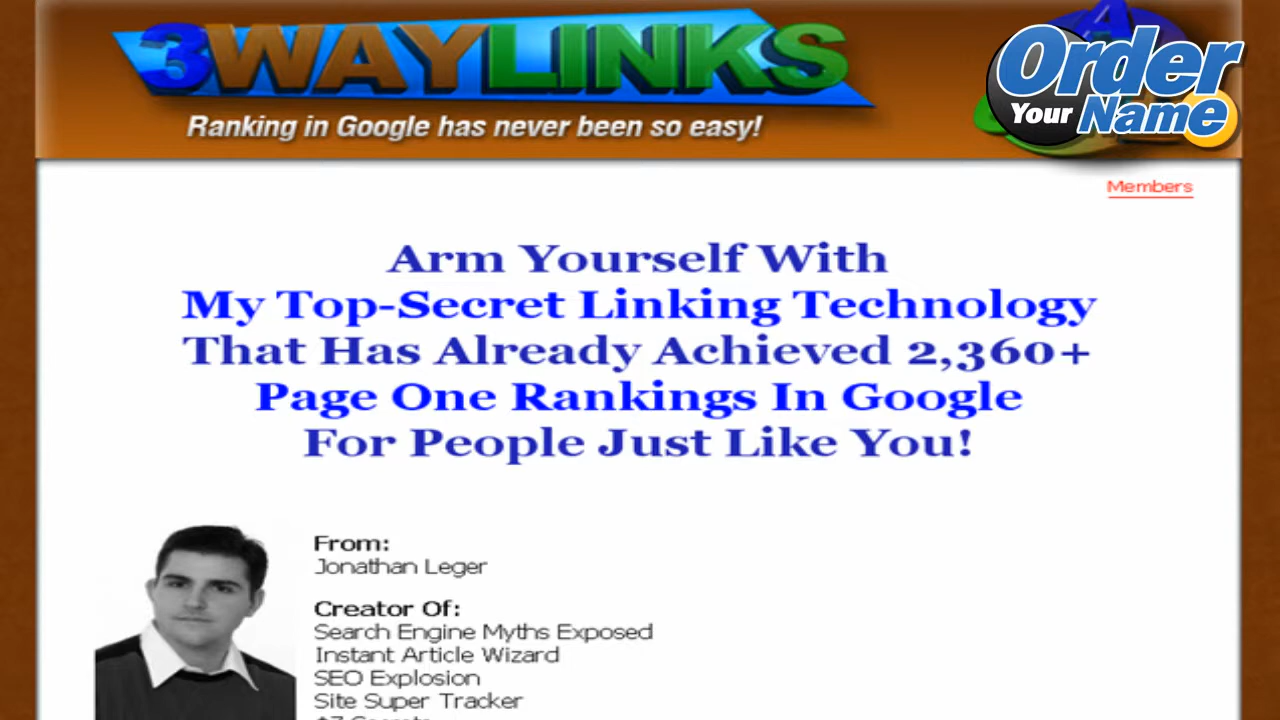 3WAYLINKS
Ranking in Google has never been so easy!
Order
Your Name
Members
Arm Yourself With
My Top-Secret Linking Technology
That Has Already Achieved 2,360+
Page One Rankings In Google
For People Just Like You!
From:
Jonathan Leger
Creator Of:
Search Engine Myths Exposed
Instant Article Wizard
SEO Explosion
Site Super Tracker